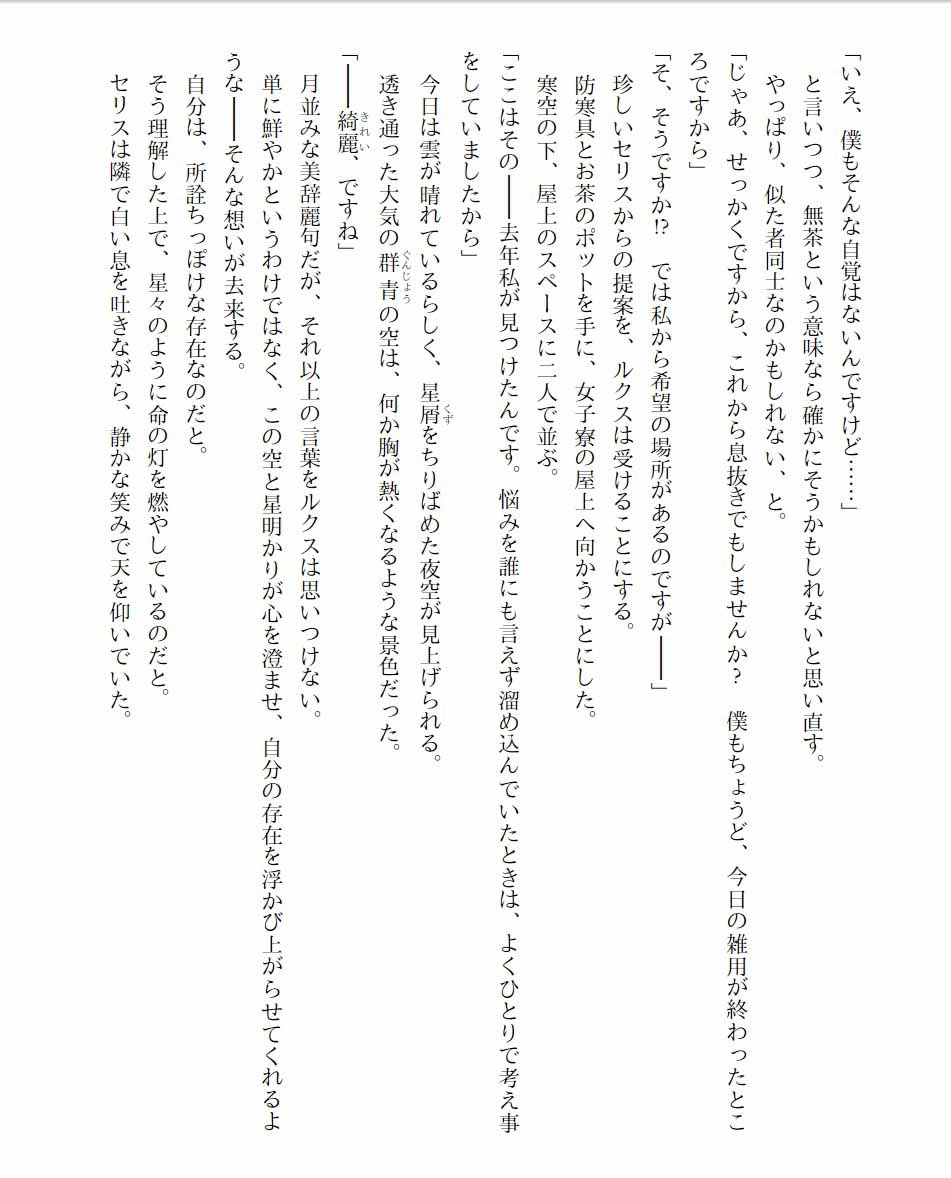 「いえ、僕もそんな自覚はないんですけど……」
と言いつつ、無茶という意味なら確かにそうかもしれないと思い直す。
やっぱり、似た者同士なのかもしれない、と。
「じゃあ、せっかくですから、これから息抜きでもしませんか? 僕もちょうど、今日の雑用が終わったとこ
ろですから」
「そ、そうですか!? では私から希望の場所があるのですが――」
珍しいセリスからの提案を、ルクスは受けることにする。
防寒具とお茶のポットを手に、女子寮の屋上へ向かうことにした。
寒空の下、屋上のスペースに二人で並ぶ。
「ここはその――去年私が見つけたんです。悩みを誰にも言えず溜め込んでいたときは、よくひとりで考え事
をしていましたから」
今日は雲が晴れているらしく、星屑くずをちりばめた夜空が見上げられる。
透き通った大気の群青ぐんじょうの空は、何か胸が熱くなるような景色だった。
「――綺麗きれい、ですね」
月並みな美辞麗句だが、それ以上の言葉をルクスは思いつけない。
単に鮮やかというわけではなく、この空と星明かりが心を澄ませ、自分の存在を浮かび上がらせてくれるよ
うな――そんな想いが去来する。
自分は、所詮ちっぽけな存在なのだと。
そう理解した上で、星々のように命の灯を燃やしているのだと。
セリスは隣で白い息を吐きながら、静かな笑みで天を仰いでいた。